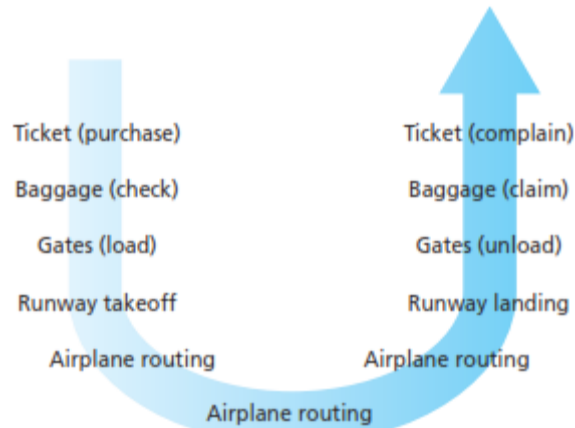 Ticket (purchase)
Baggage (check)
Gates (load)
Runway takeoff
Airplane routing
Airplane routing
Airplane routing
Runway landing
Gates (unload)
Baggage (claim)
Ticket (complain)